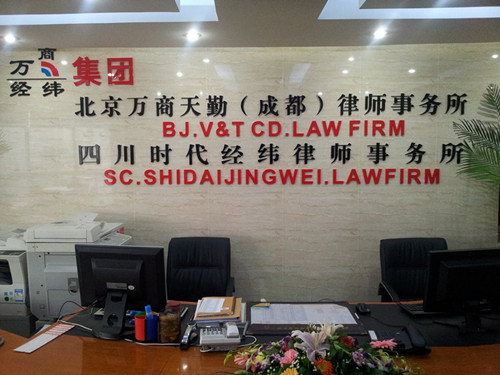 万商
经纬
集团
北京万商天勤（成都）律师事务所
BJ.V&T CD.LAW FIRM
四川时代经纬律师事务所
SC.SHIDAIJINGWEI.LAWFIRM